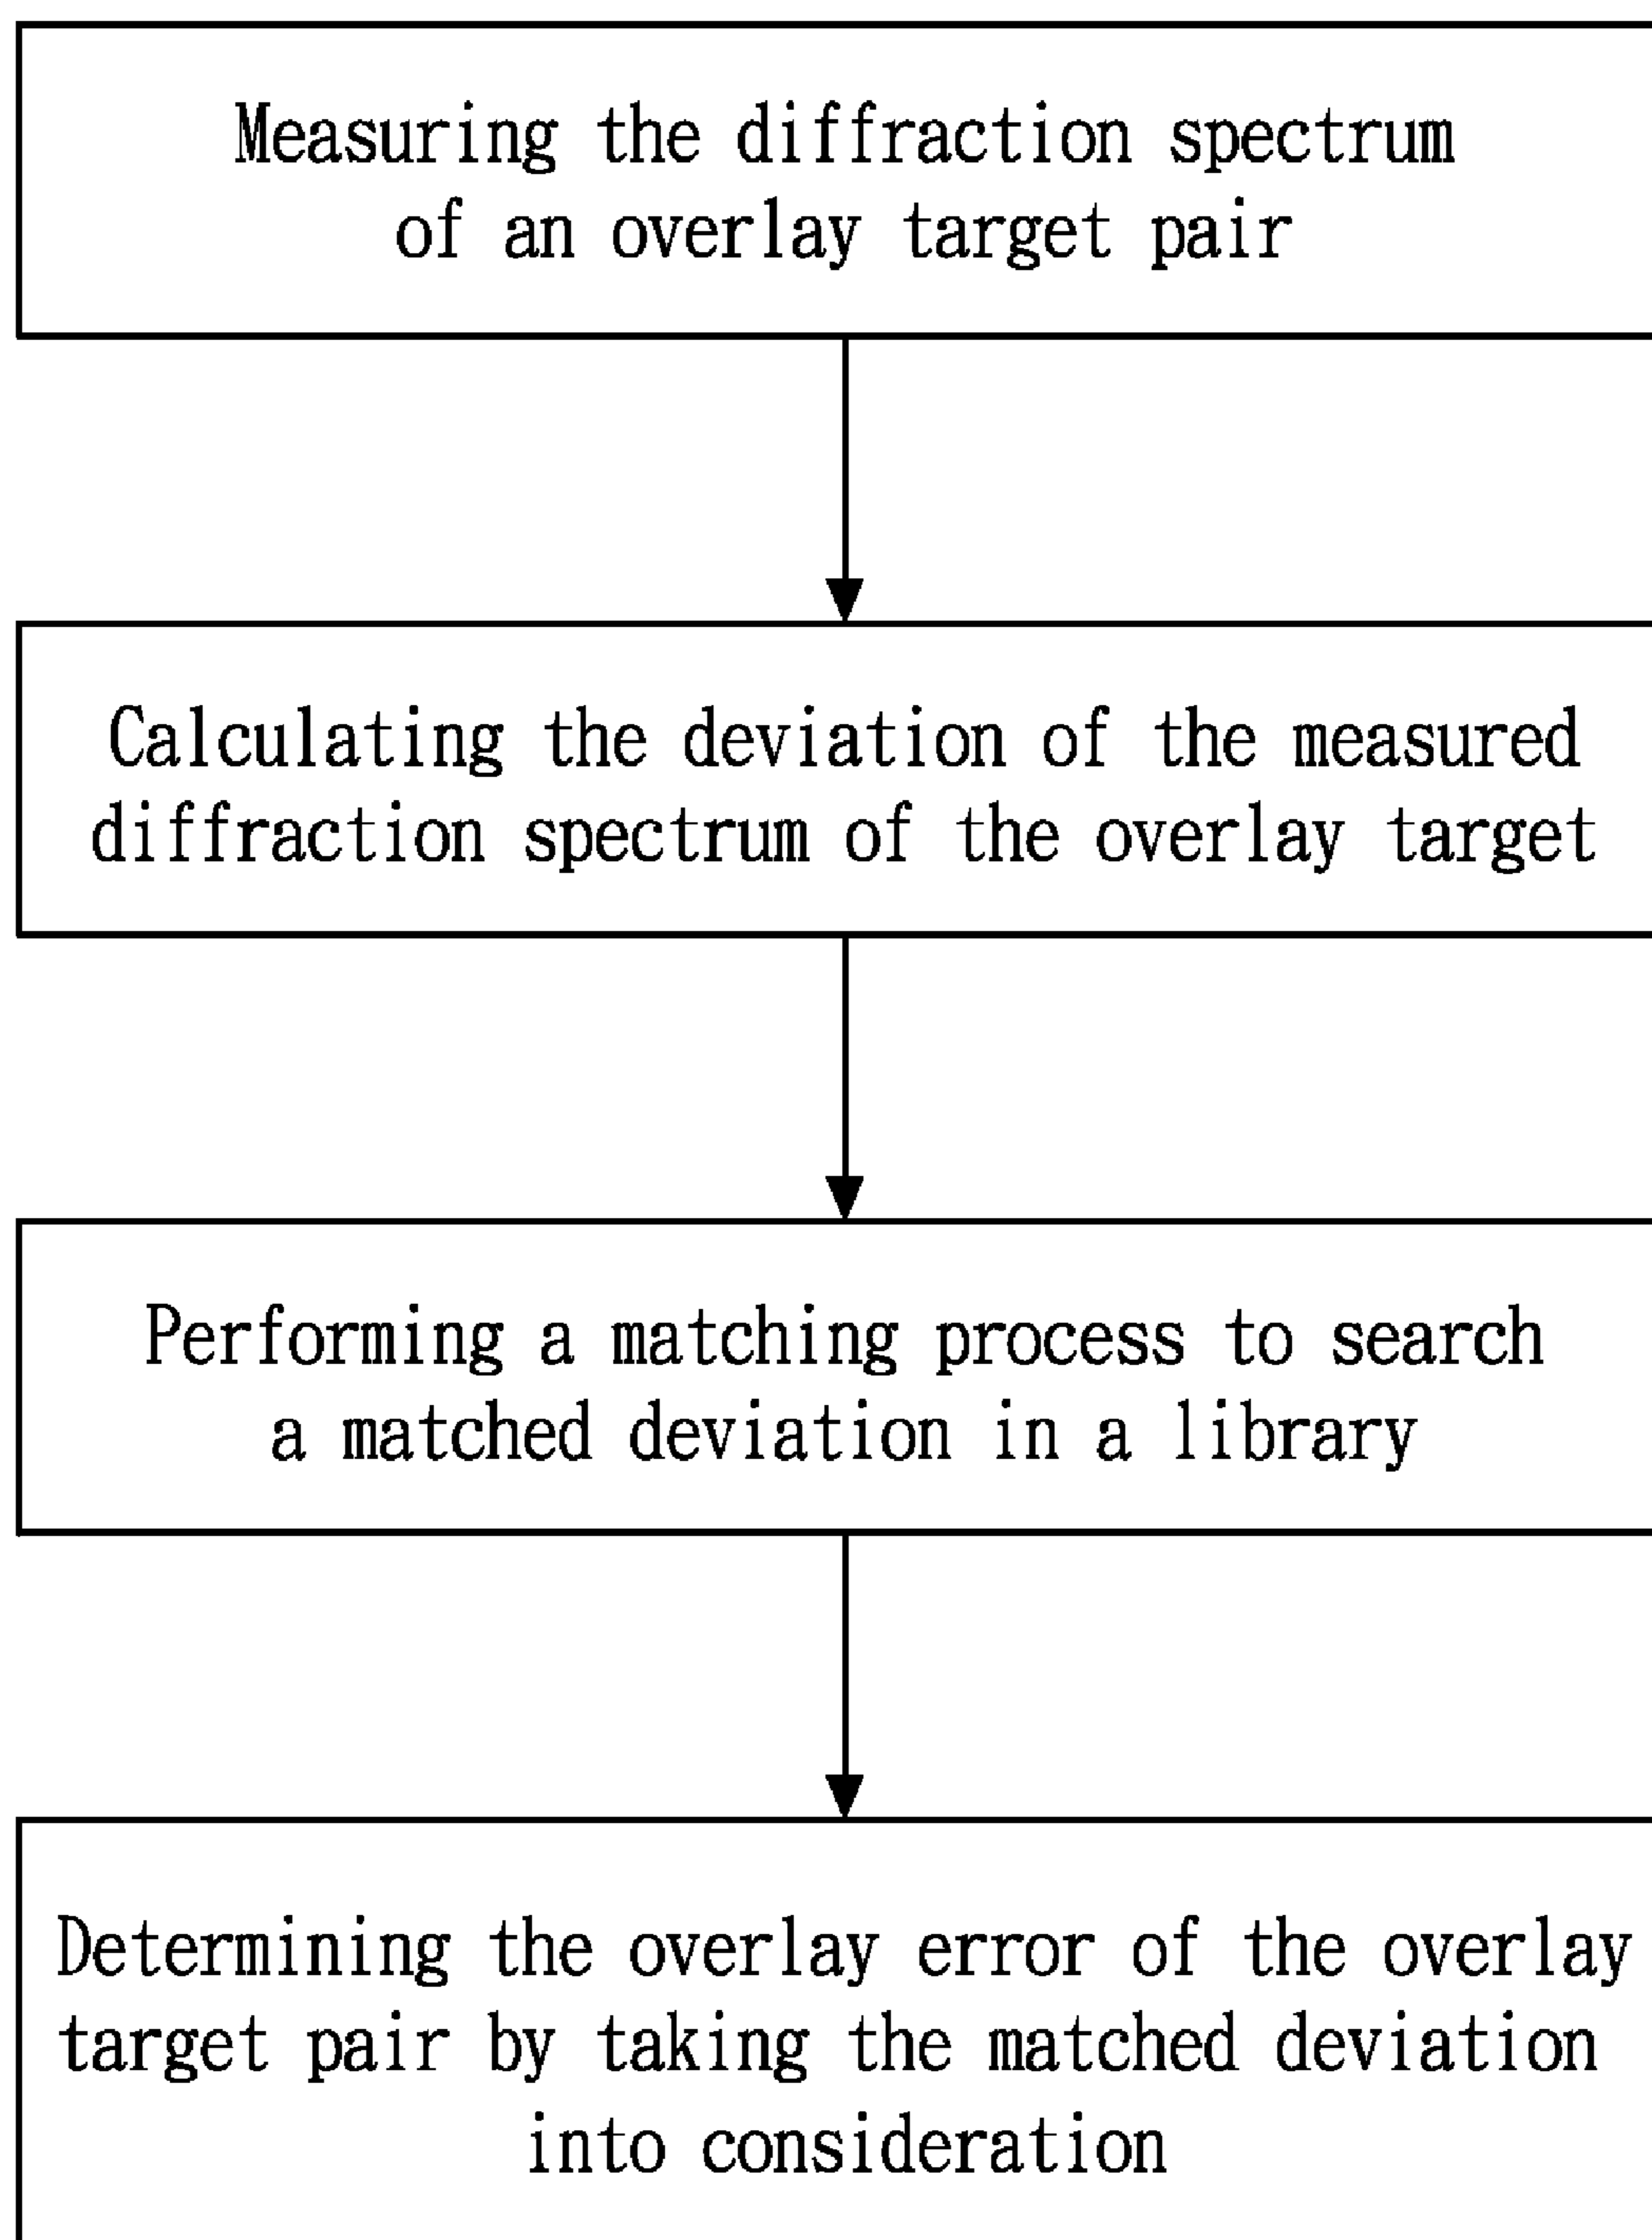 Measuring the diffraction spectrum
of an overlay target pair
Calculating the deviation of the measured
diffraction spectrum of the overlay target
Performing a matching process to search
a matched deviation in a library
Determining the overlay error of the overlay
target pair by taking the matched deviation
into consideration